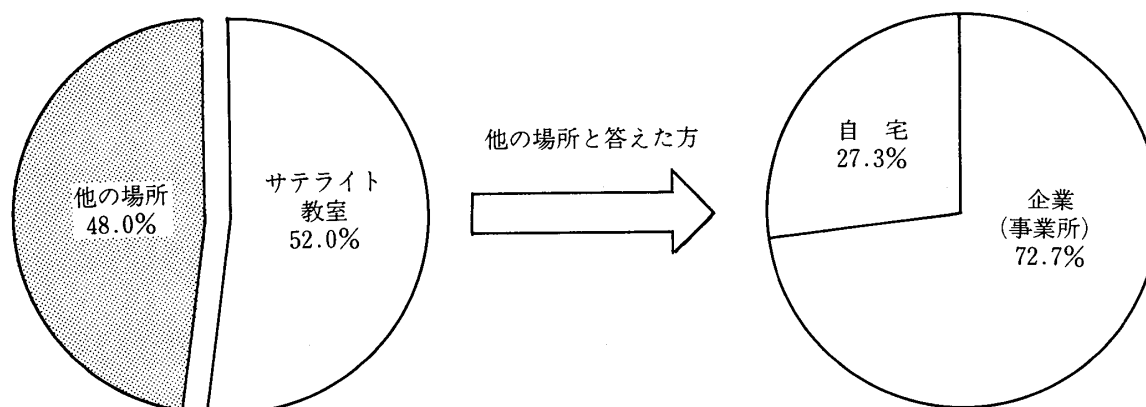 他の場所
48.0%
サテライト
教室
52.0%
他の場所と答えた方
自 宅
27.3%
企業
(事業所)
72.7%